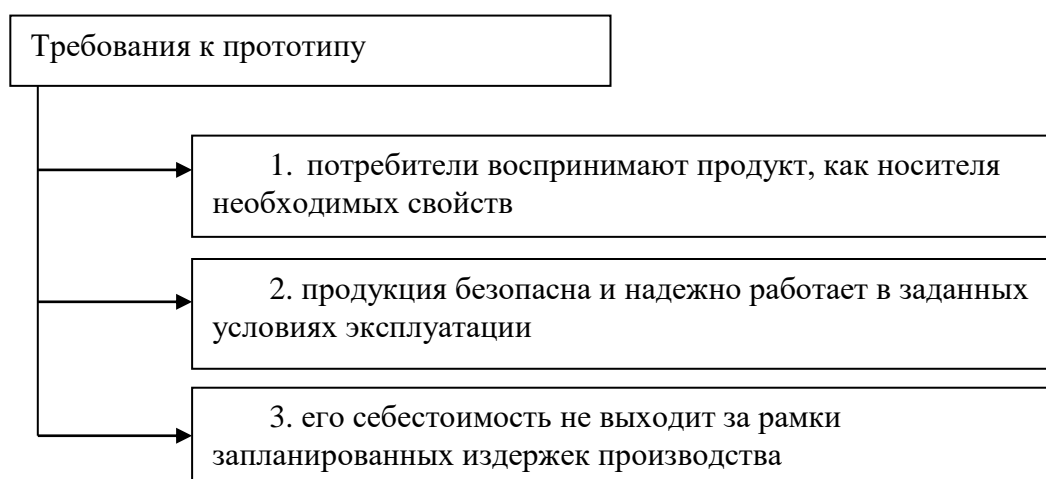 Требования к прототипу
1. потребители воспринимают продукт, как носителя
необходимых свойств
2. продукция безопасна и надежно работает в заданных
условиях эксплуатации
3. его себестоимость не выходит за рамки
запланированных издержек производства